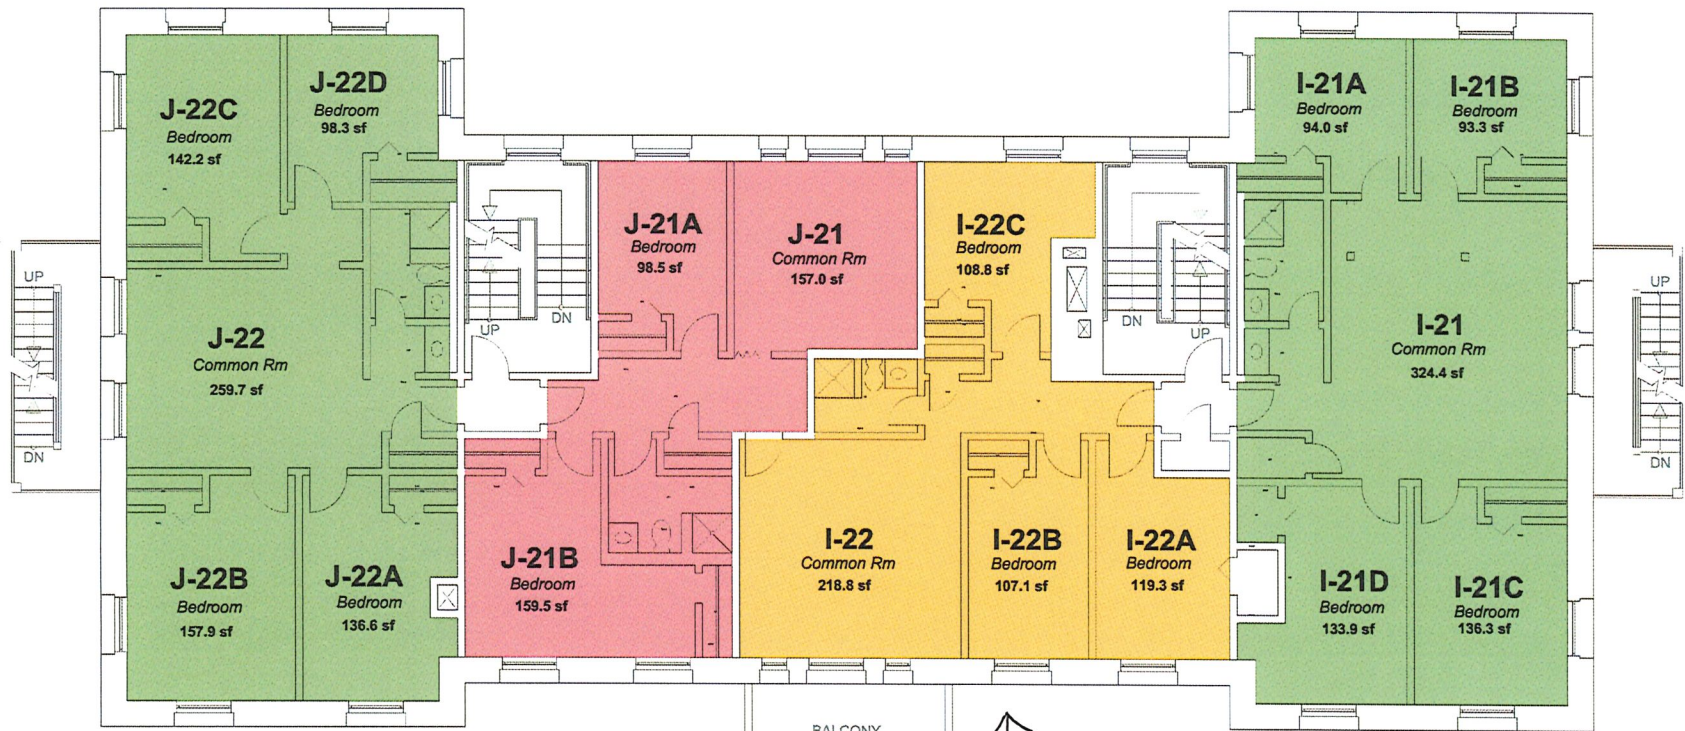 J-22C
Bedroom
142.2 sf
J-22D
Bedroom
98.3 sf
I-21A
Bedroom
94.0 sf
I-21B
Bedroom
93.3 sf
J-21A
Bedroom
98.5 sf
J-21
Common Rm
157.0 sf
I-22C
Bedroom
108.8 sf
UP
DN
UP
DN
DN
UP
UP
DN
J-22
Common Rm
259.7 sf
I-21
Common Rm
324.4 sf
J-22B
Bedroom
157.9 sf
J-22A
Bedroom
136.6 sf
J-21B
Bedroom
159.5 sf
I-22
Common Rm
218.8 sf
I-22B
Bedroom
107.1 sf
I-22A
Bedroom
119.3 sf
I-21D
Bedroom
133.9 sf
I-21C
Bedroom
136.3 sf
BALCONY